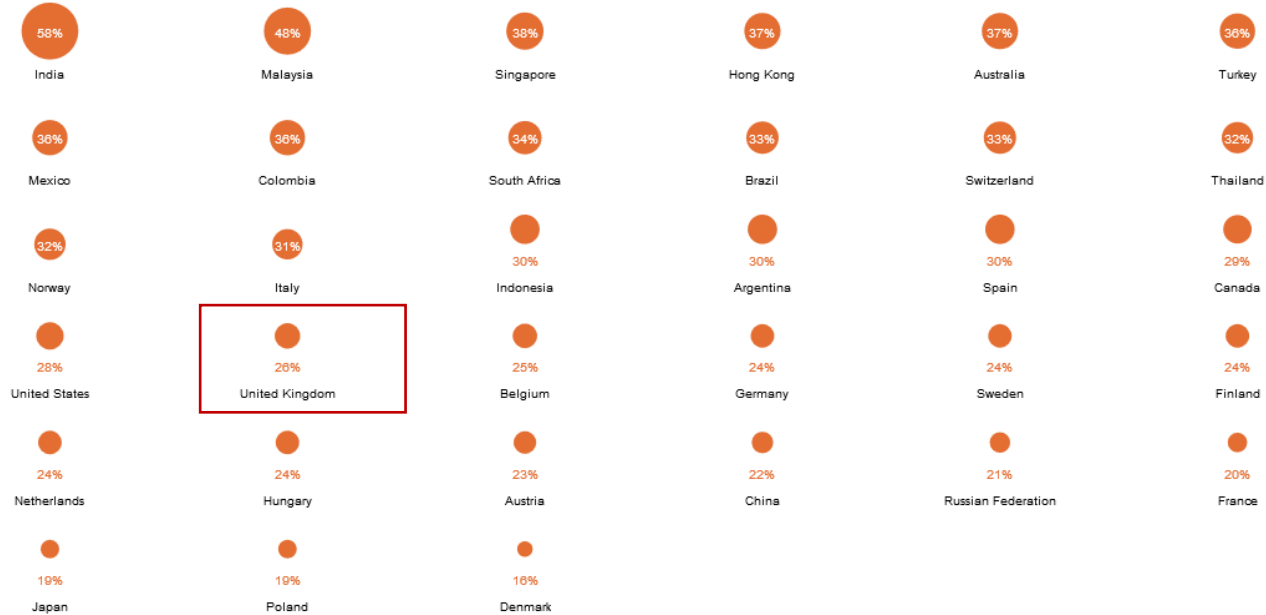 58% 48% 38% 37% 37% 36%
India Malaysia Singapore Hong Kong Australia Turkey
36% 36% 34% 33% 33% 32%
Mexico Colombia South Africa Brazil Switzerland Thailand
32% 31% 30% 30% 30% 29%
Norway Italy Indonesia Argentina Spain Canada
28% 26% 25% 24% 24% 24%
United States United Kingdom Belgium Germany Sweden Finland
24% 24% 23% 22% 21% 20%
Netherlands Hungary Austria China Russian Federation France
19% 19% 16%
Japan Poland Denmark